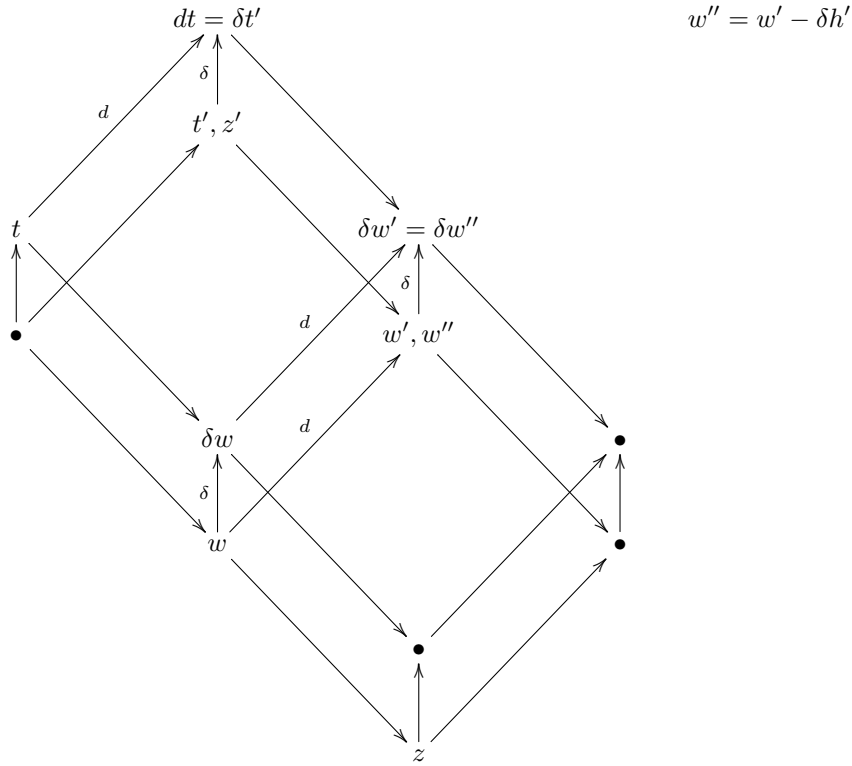 dt = δt′ w″ = w′ − δh′
δ
d
t′, z′
t δw′ = δw″
δ
d
w′, w″
d
δw
δ
w
z